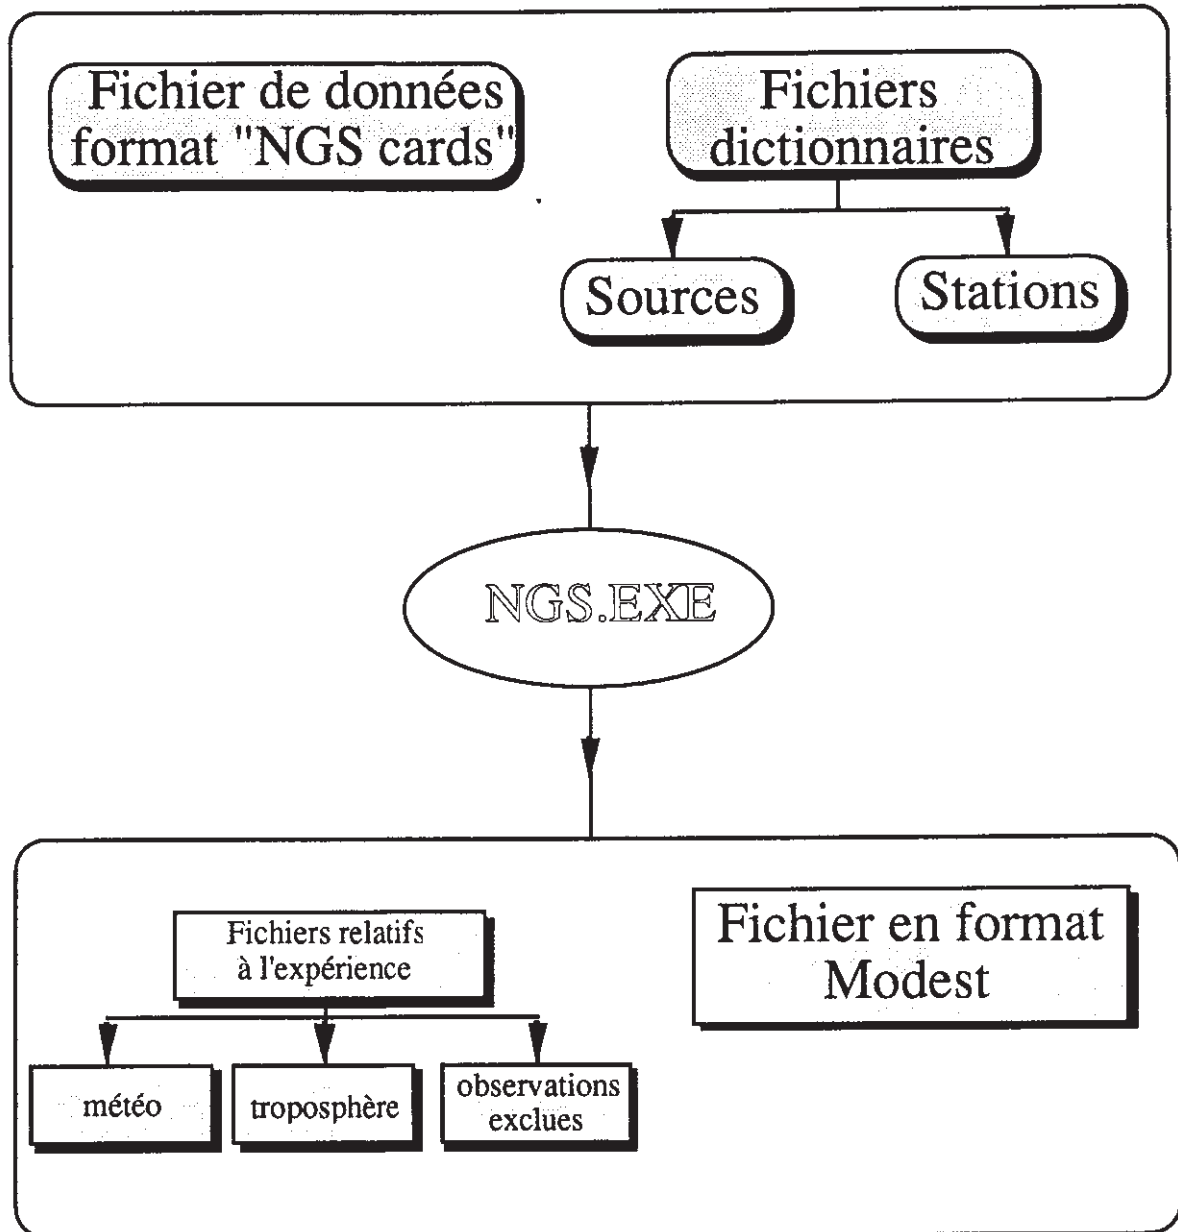 Fichier de données
format "NGS cards"
Fichiers
dictionnaires
Sources
Stations
NGS.EXE
Fichiers relatifs
à l'expérience
météo
troposphère
observations
exclues
Fichier en format
Modest